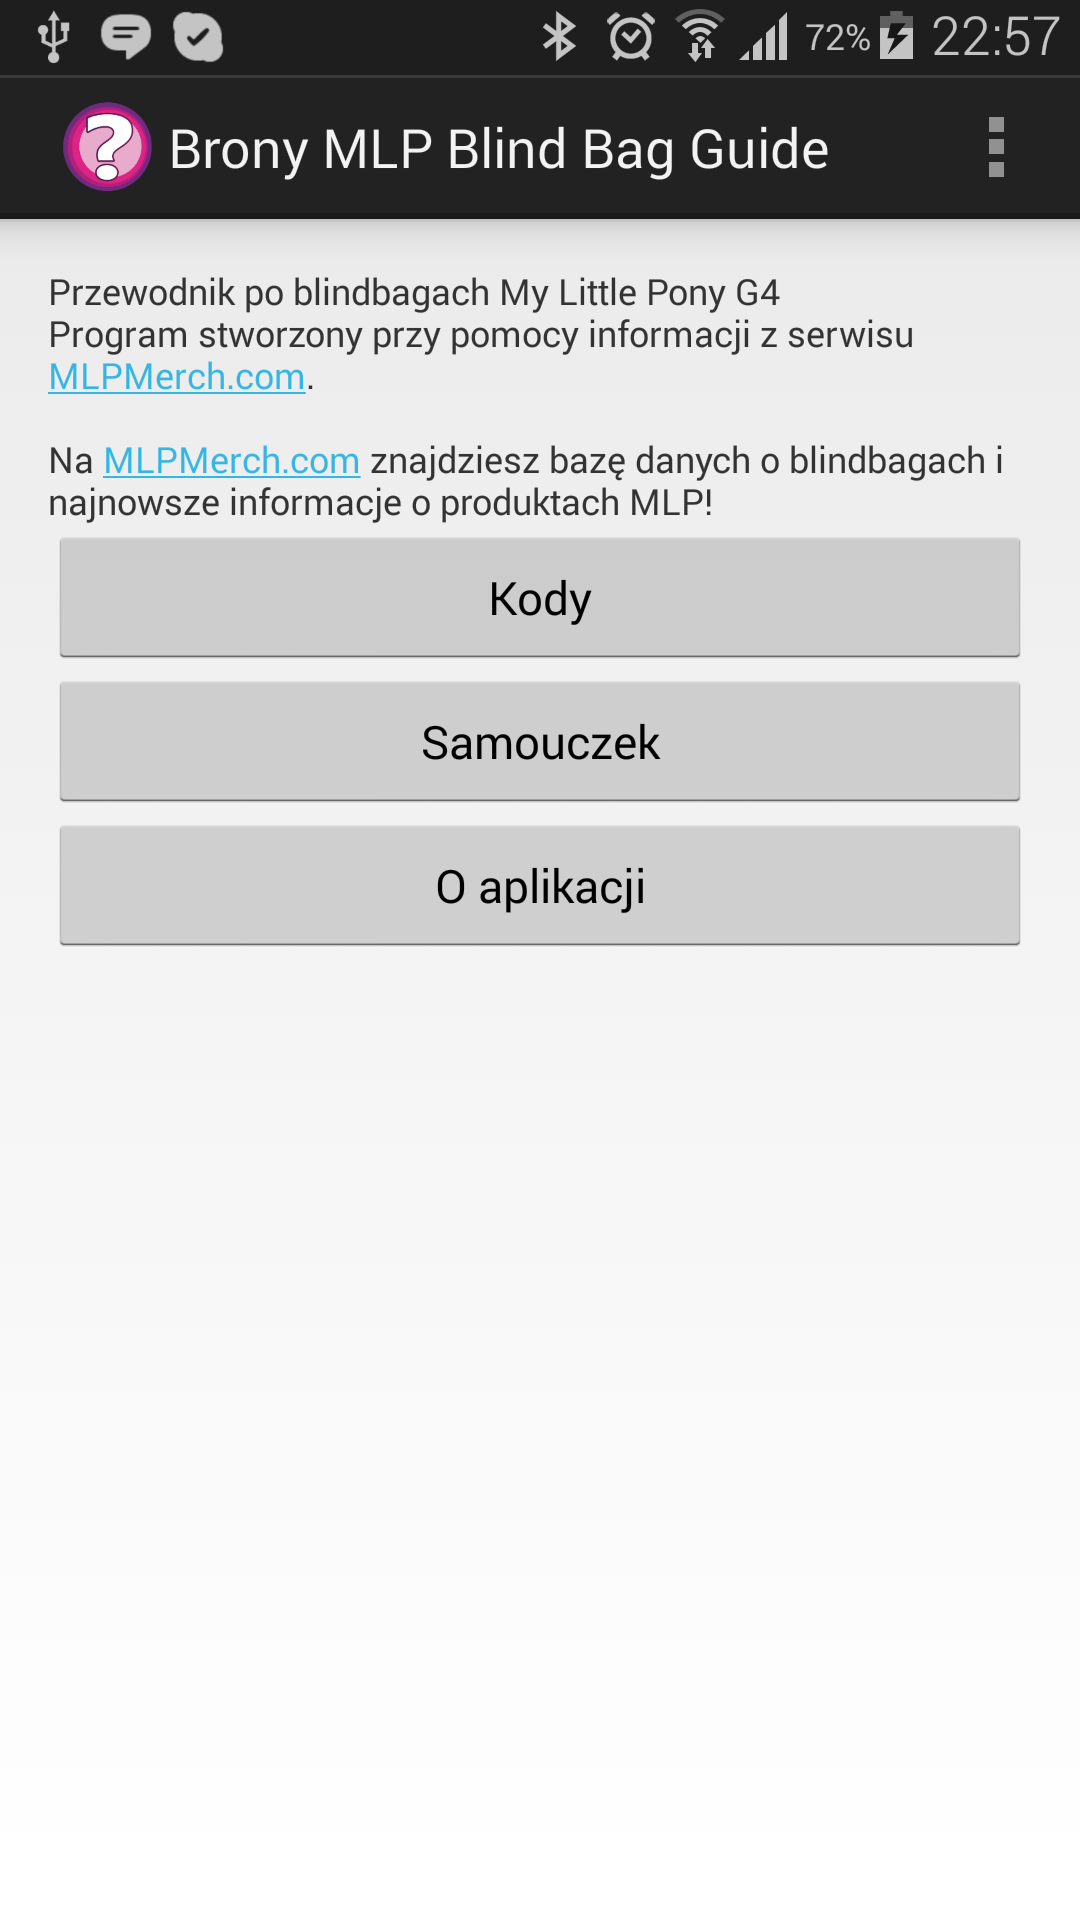 72% 22:57
Brony MLP Blind Bag Guide
Przewodnik po blindbagach My Little Pony G4
Program stworzony przy pomocy informacji z serwisu
MLPMerch.com.
Na MLPMerch.com znajdziesz bazę danych o blindbagach i
najnowsze informacje o produktach MLP!
Kody
Samouczek
O aplikacji